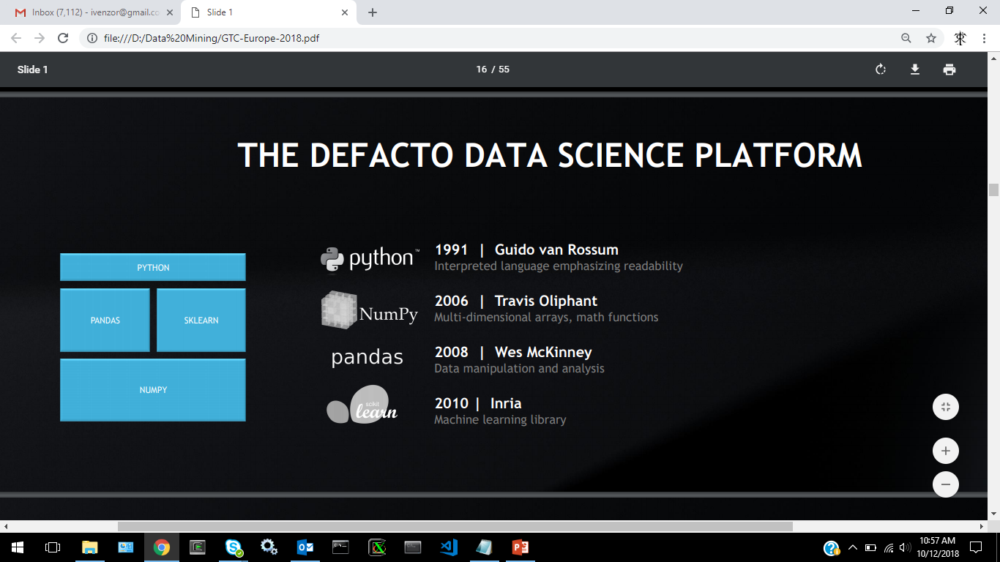 Inbox (7,112) - ivenzor@gmail.co
Slide 1
file:///D:/Data%20Mining/GTC-Europe-2018.pdf
Slide 1
16 / 55
THE DEFACTO DATA SCIENCE PLATFORM
PYTHON
PANDAS
SKLEARN
NUMPY
python™
1991 | Guido van Rossum
Interpreted language emphasizing readability
NumPy
2006 | Travis Oliphant
Multi-dimensional arrays, math functions
pandas
2008 | Wes McKinney
Data manipulation and analysis
scikit
learn
2010 | Inria
Machine learning library
10:57 AM
10/12/2018